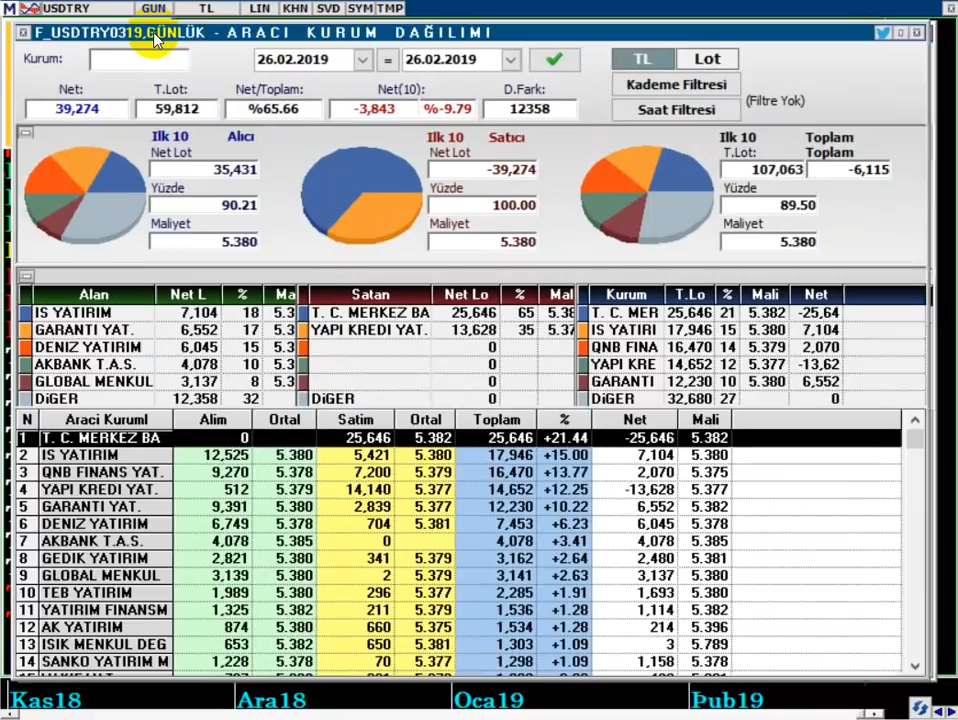 M USDTRY GUN TL LIN KHN SVD SYM TMP
F_USDTRY0319,GÜNLÜK - ARACI KURUM DAĞILIMI
Kurum: 26.02.2019 = 26.02.2019 TL Lot
Kademe Filtresi
Net: T.Lot: Net/Toplam: Net(10): D.Fark: (Filtre Yok)
39,274 59,812 %65.66 -3,843 %-9.79 12358 Saat Filtresi
Ilk 10 Alıcı Ilk 10 Satıcı Ilk 10 Toplam
Net Lot Net Lot T.Lot: Toplam
35,431 -39,274 107,063 -6,115
Yüzde Yüzde Yüzde
90.21 100.00 89.50
Maliyet Maliyet Maliyet
5.380 5.380 5.380
Alan Net L % Ma Satan Net Lo % Mal Kurum T.Lo % Mali Net
IS YATIRIM 7,104 18 5.3 T. C. MERKEZ BA 25,646 65 5.38 T. C. MER 25,646 21 5.382 -25,64
GARANTI YAT. 6,552 17 5.3 YAPI KREDI YAT. 13,628 35 5.37 IS YATIRI 17,946 15 5.380 7,104
DENIZ YATIRIM 6,045 15 5.3 0 QNB FINA 16,470 14 5.379 2,070
AKBANK T.A.S. 4,078 10 5.3 0 YAPI KRE 14,652 12 5.377 -13,62
GLOBAL MENKUL 3,137 8 5.3 0 GARANTI 12,230 10 5.380 6,552
DiGER 12,358 32 DiGER 0 DiGER 32,680 27 0
N Araci Kuruml Alim Ortal Satim Ortal Toplam % Net Mali
1 T. C. MERKEZ BA 0 25,646 5.382 25,646 +21.44 -25,646 5.382
2 IS YATIRIM 12,525 5.380 5,421 5.380 17,946 +15.00 7,104 5.380
3 QNB FINANS YAT. 9,270 5.378 7,200 5.379 16,470 +13.77 2,070 5.375
4 YAPI KREDI YAT. 512 5.379 14,140 5.377 14,652 +12.25 -13,628 5.377
5 GARANTI YAT. 9,391 5.380 2,839 5.377 12,230 +10.22 6,552 5.382
6 DENIZ YATIRIM 6,749 5.378 704 5.381 7,453 +6.23 6,045 5.378
7 AKBANK T.A.S. 4,078 5.385 0 4,078 +3.41 4,078 5.385
8 GEDIK YATIRIM 2,821 5.380 341 5.379 3,162 +2.64 2,480 5.381
9 GLOBAL MENKUL 3,139 5.380 2 5.379 3,141 +2.63 3,137 5.380
10 TEB YATIRIM 1,989 5.380 296 5.377 2,285 +1.91 1,693 5.380
11 YATIRIM FINANSM 1,325 5.382 211 5.379 1,536 +1.28 1,114 5.382
12 AK YATIRIM 874 5.380 660 5.375 1,534 +1.28 214 5.396
13 ISIK MENKUL DEG 653 5.382 650 5.381 1,303 +1.09 3 5.789
14 SANKO YATIRIM M 1,228 5.378 70 5.377 1,298 +1.09 1,158 5.378
Kas18 Ara18 Oca19 Þub19